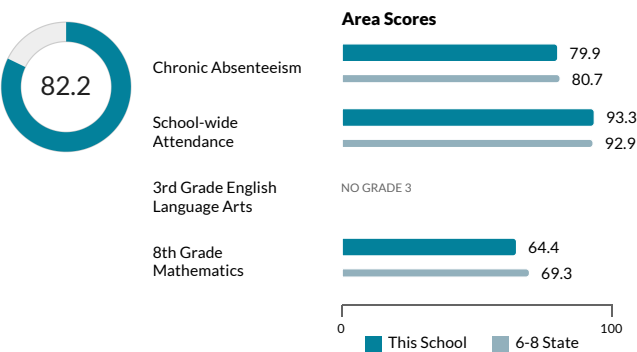 Area Scores
82.2
Chronic Absenteeism
79.9
80.7
School-wide
Attendance
93.3
92.9
3rd Grade English
Language Arts
NO GRADE 3
8th Grade
Mathematics
64.4
69.3
0
100
This School
6-8 State